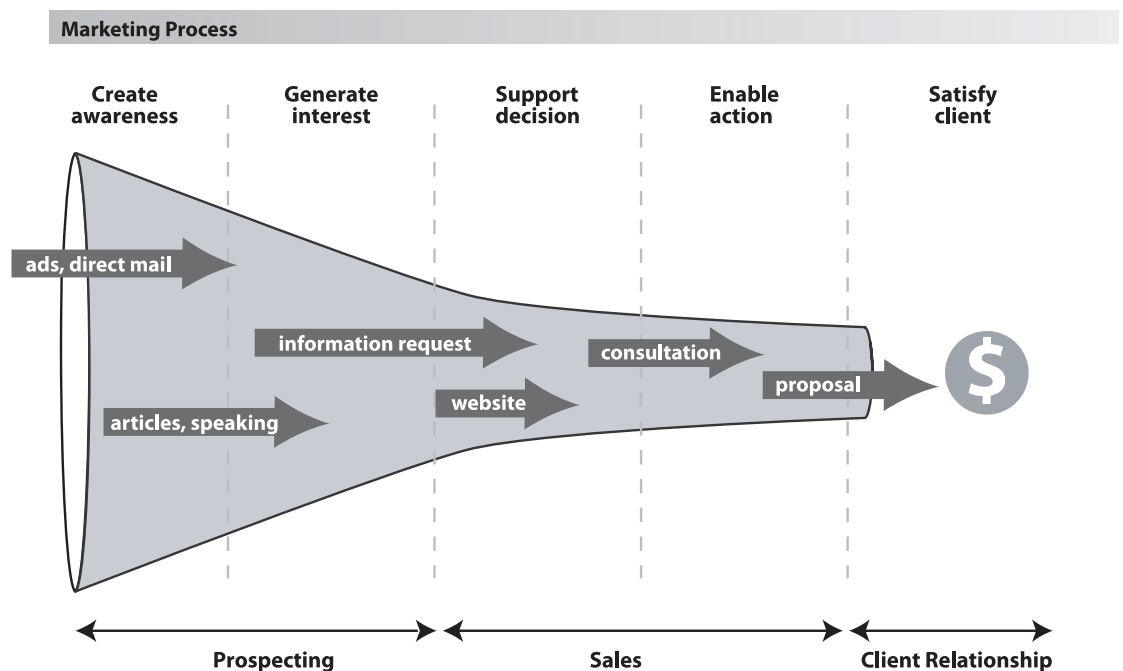 Marketing Process
Create
awareness
Generate
interest
Support
decision
Enable
action
Satisfy
client
ads, direct mail
information request
consultation
$
proposal
website
articles, speaking
Prospecting
Sales
Client Relationship